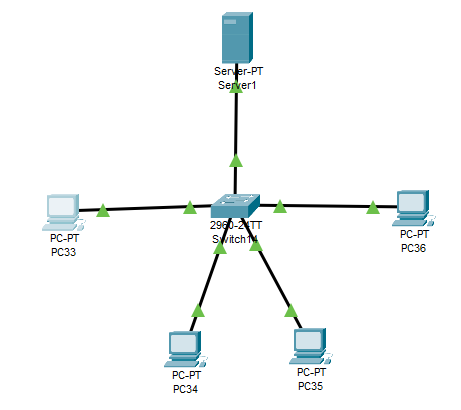 Server-PT
Server1
PC-PT
PC33
2960-24TT
Switch14
PC-PT
PC36
PC-PT
PC34
PC-PT
PC35